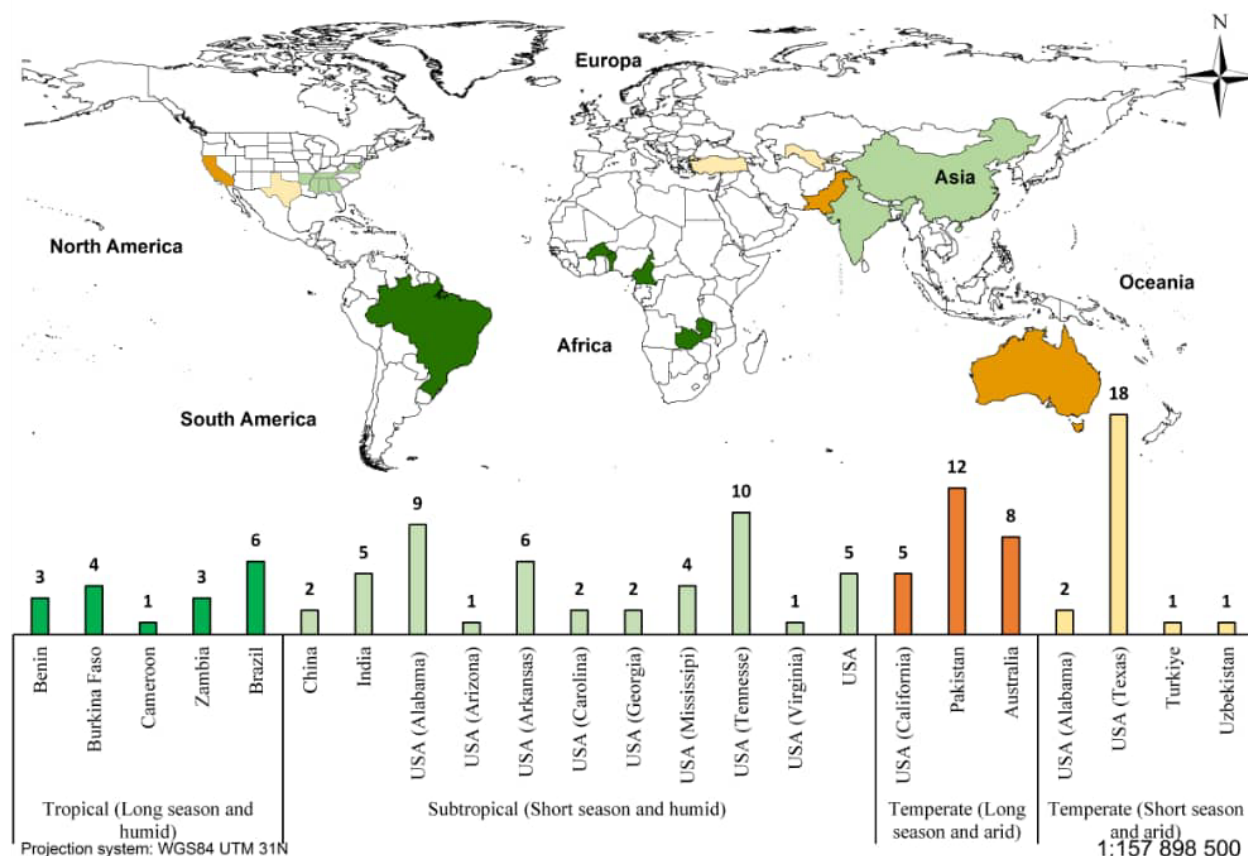 N
Europa
Asia
North America
Oceania
Africa
South America
18
12
10
9
8
6
6
5
5
5
4
4
3
3
2
2
2
2
1
1
1
1
1
Benin
Burkina Faso
Cameroon
Zambia
Brazil
China
India
USA (Alabama)
USA (Arizona)
USA (Arkansas)
USA (Carolina)
USA (Georgia)
USA (Mississipi)
USA (Tennesse)
USA (Virginia)
USA
USA (California)
Pakistan
Australia
USA (Alabama)
USA (Texas)
Turkiye
Uzbekistan
Tropical (Long season and
humid)
Subtropical (Short season and humid)
Temperate (Long
season and arid)
Temperate (Short season
and arid)
Projection system: WGS84 UTM 31N
1:157 898 500